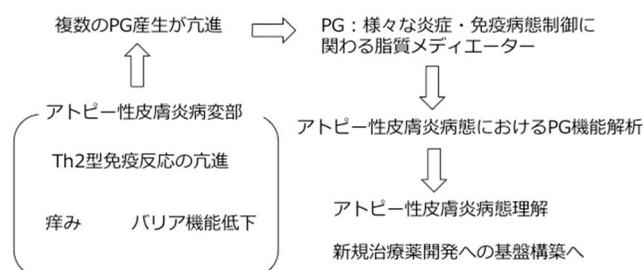 複数のPG産生が亢進
PG：様々な炎症・免疫病態制御に
関わる脂質メディエーター
アトピー性皮膚炎病変部
Th2型免疫反応の亢進
痒み
バリア機能低下
アトピー性皮膚炎病態におけるPG機能解析
アトピー性皮膚炎病態理解
新規治療薬開発への基盤構築へ